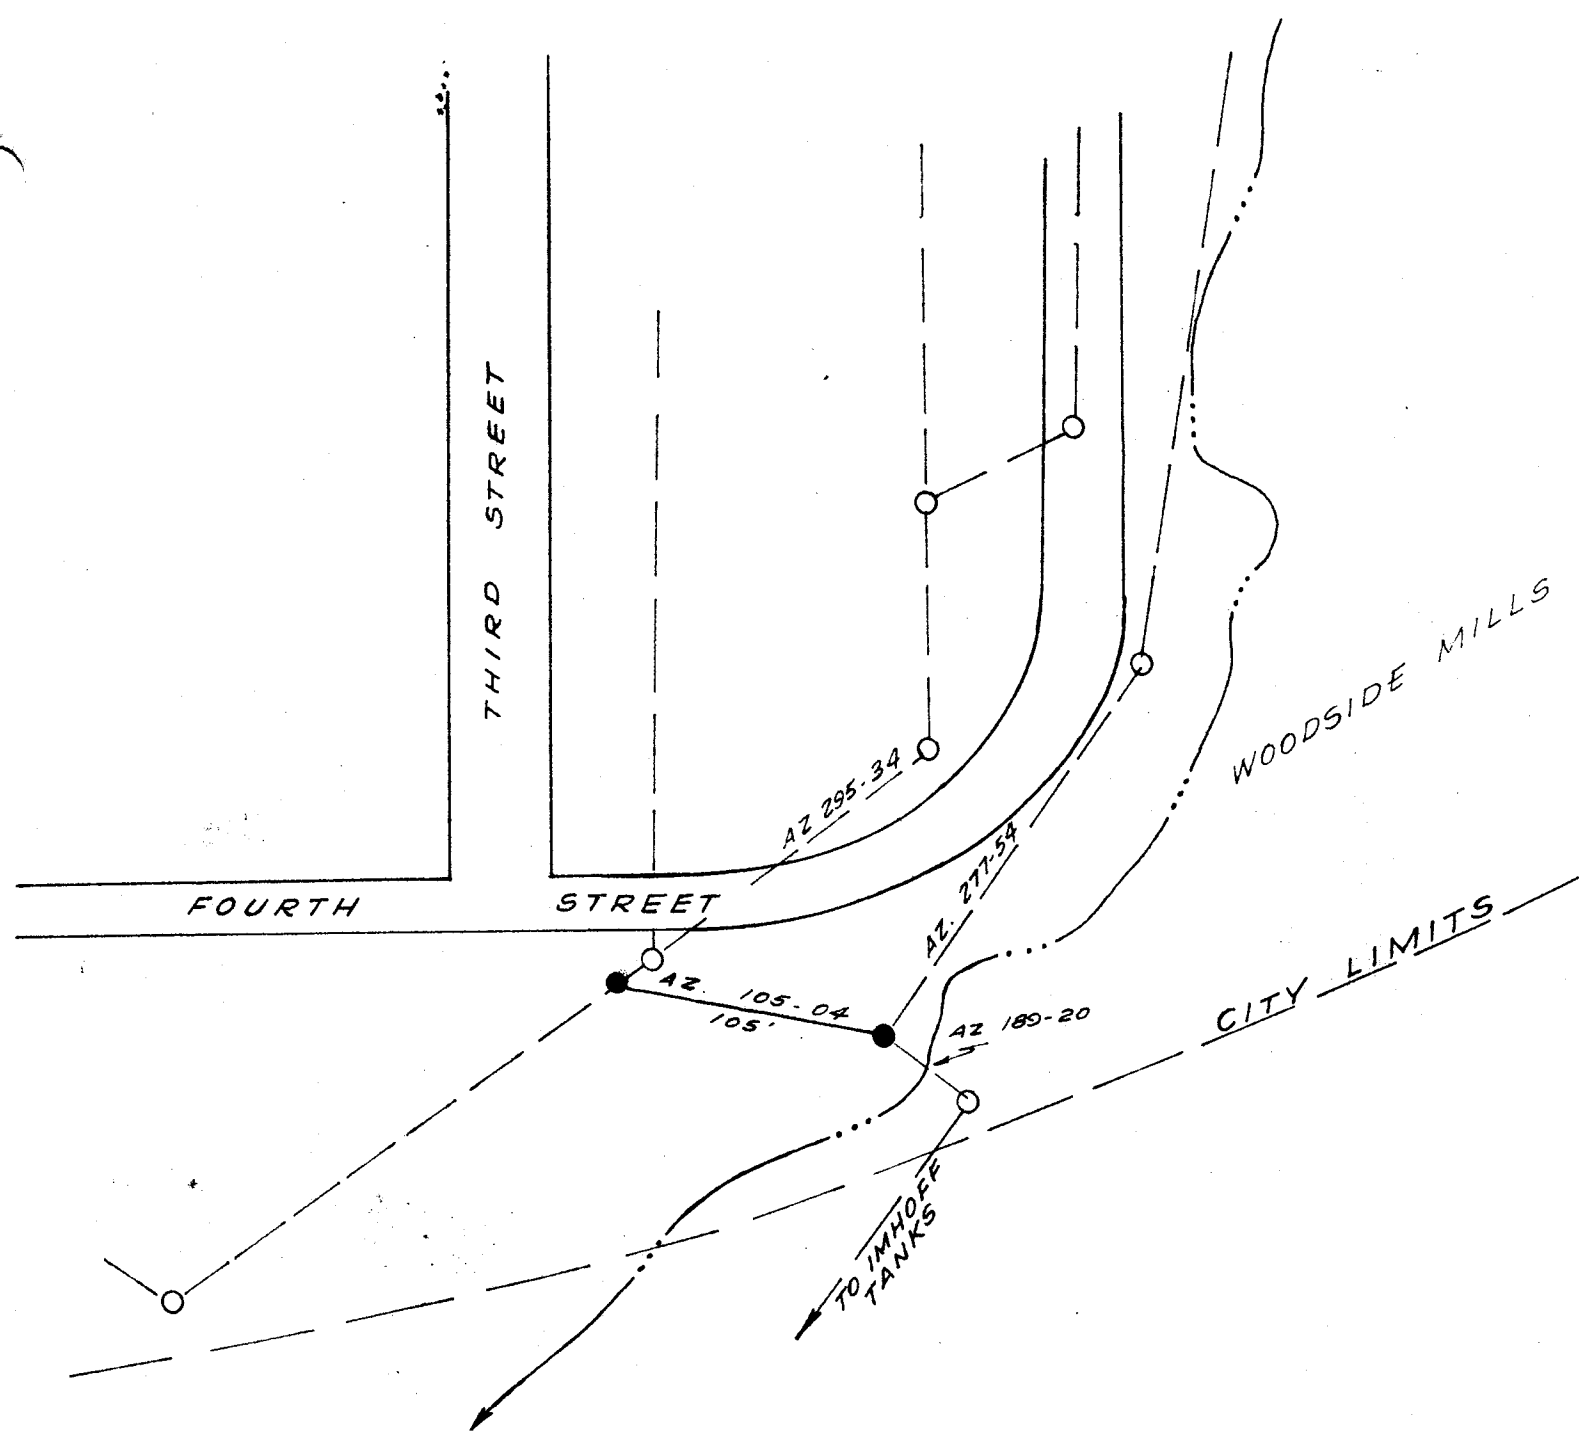 THIRD STREET
WOODSIDE MILLS
AZ 295-34
AZ. 277-54
FOURTH STREET
CITY LIMITS
AZ. 105-04
105'
AZ 189-20
TO IMHOFF
TANKS